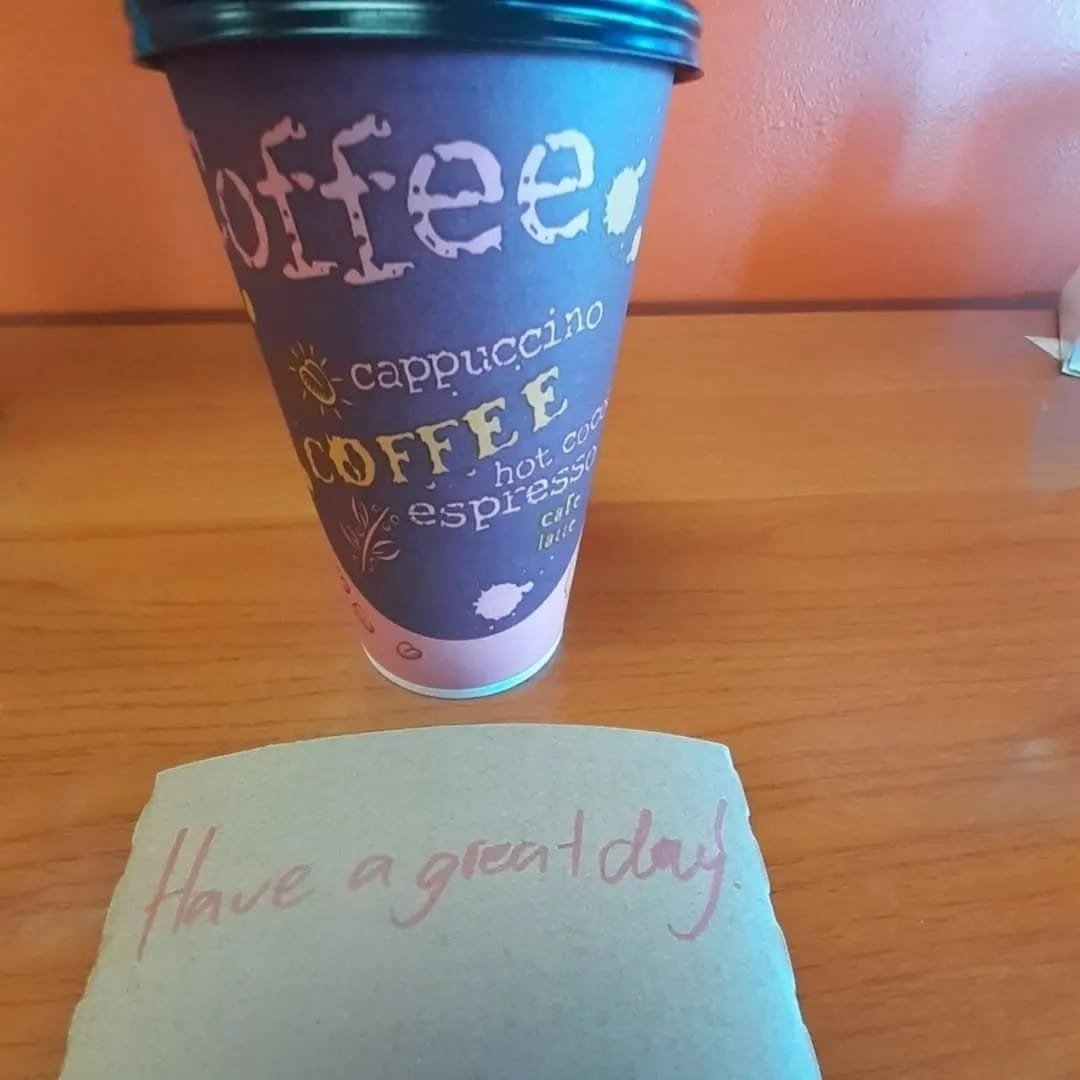 Coffee
cappuccino
COFFEE
hot coco
espresso
cafe
latte
Have a great day!